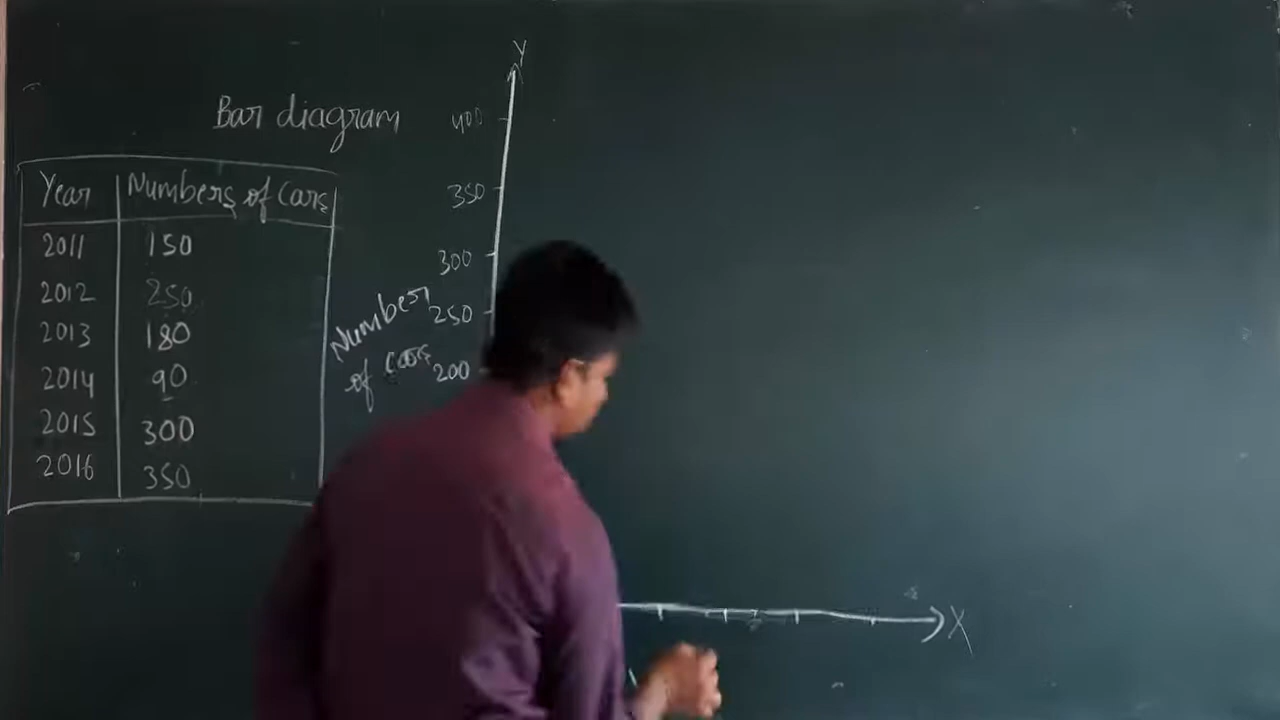 Bar diagram
Year Numbers of Cars
2011 150
2012 250
2013 180
2014 90
2015 300
2016 350
Y
400
350
300
250
200
Number
of cars
X